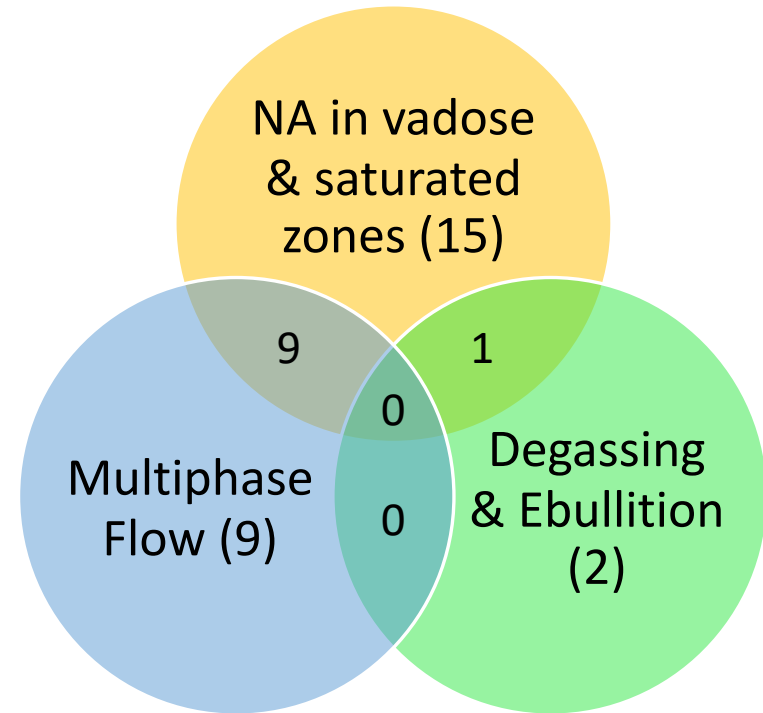 NA in vadose
& saturated
zones (15)
9
1
0
Multiphase
Flow (9)
Degassing
& Ebullition
(2)
0